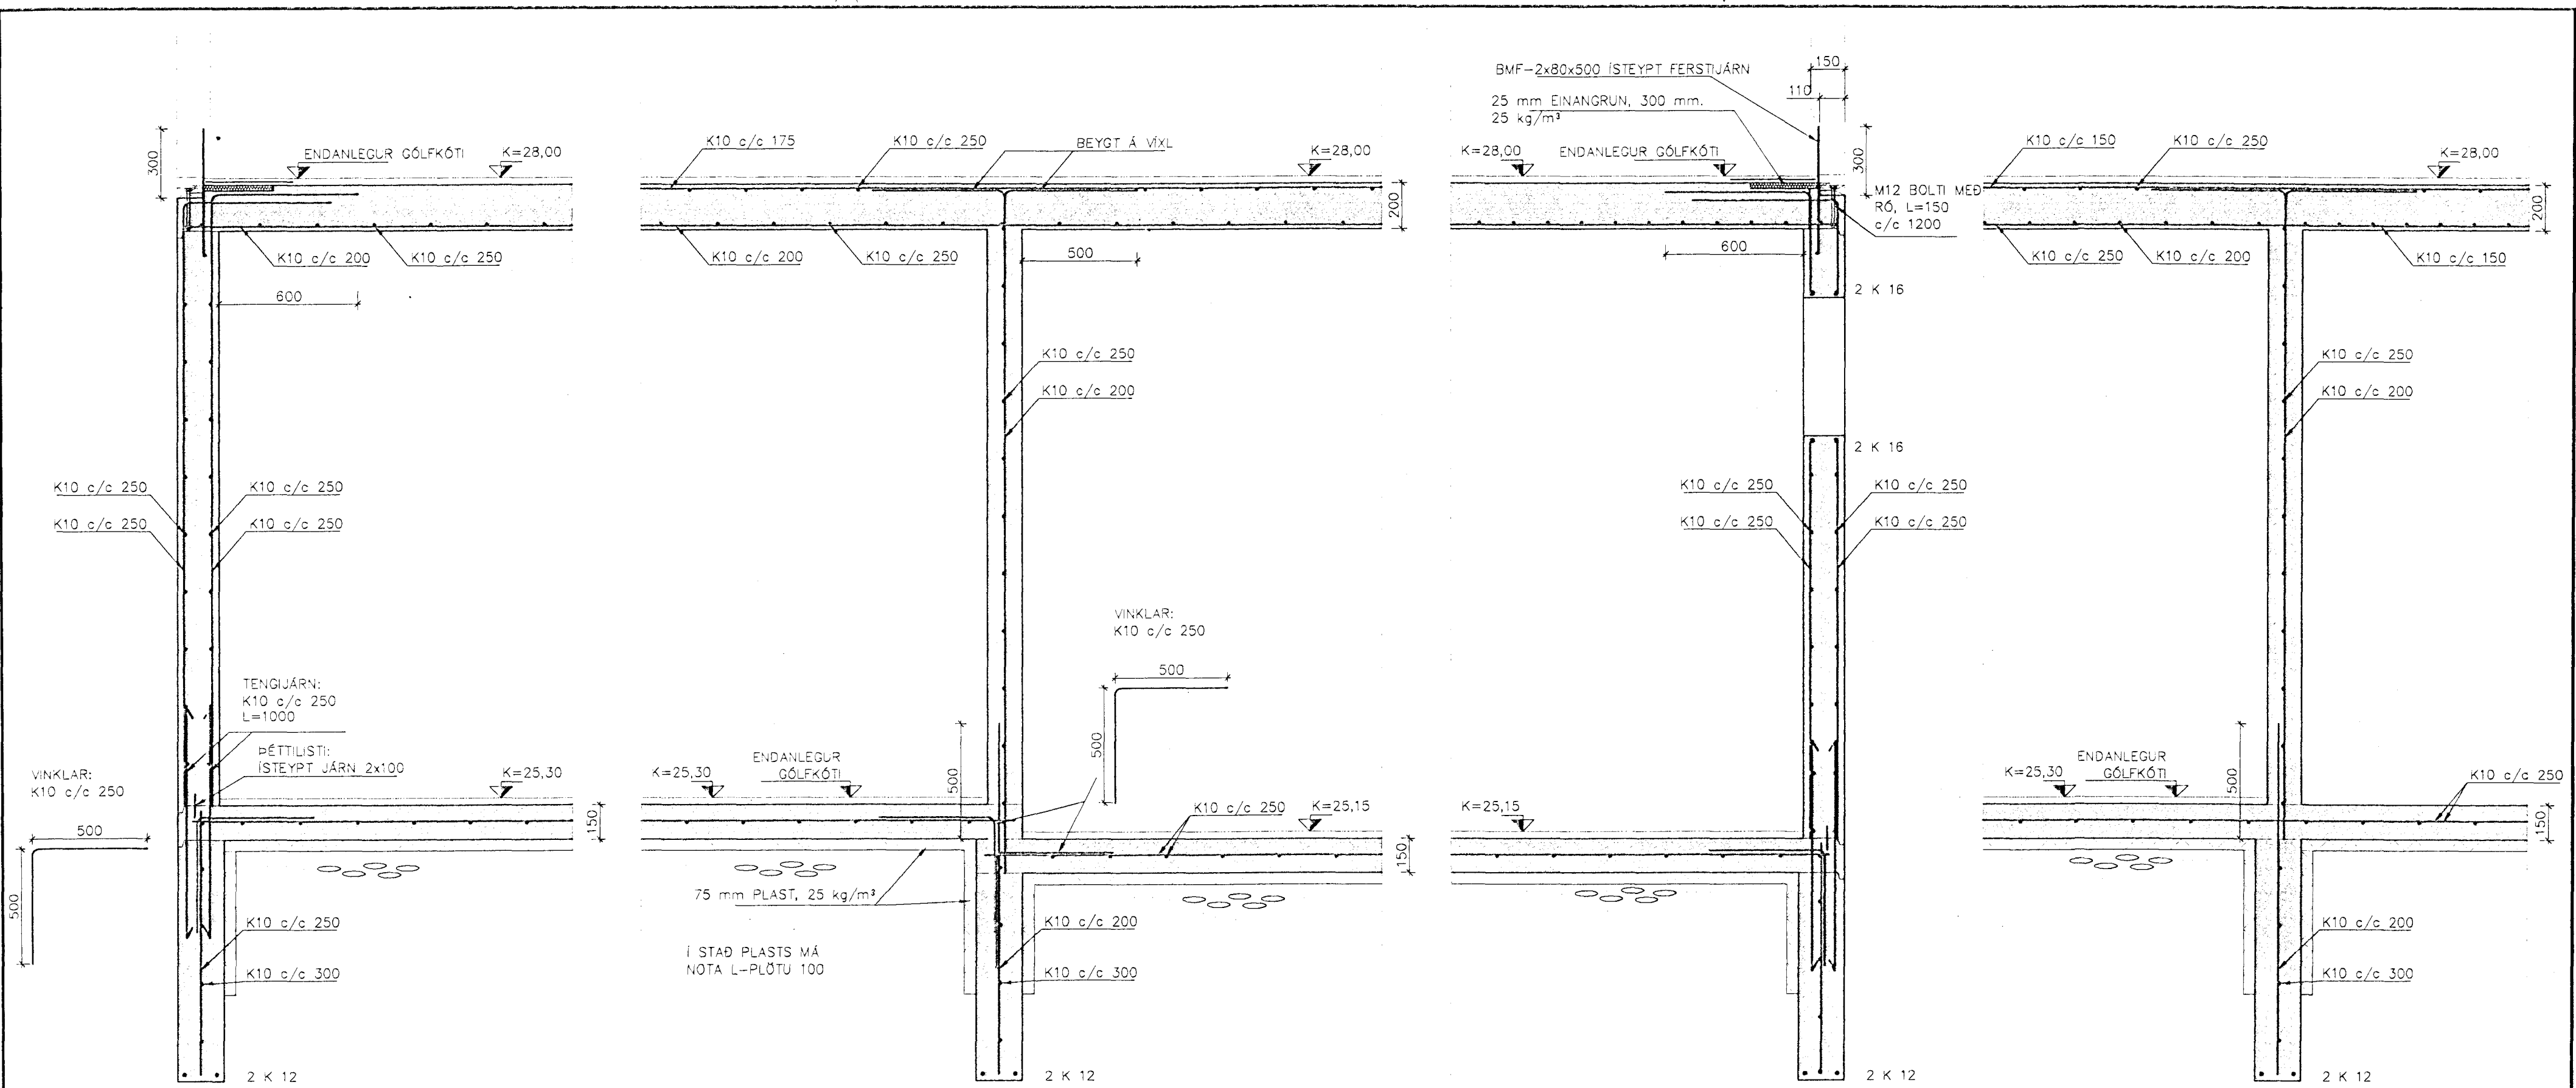 BMF-2x80x500 ÍSTEYPT FERSTIJÁRN
150
110
25 mm EINANGRUN, 300 mm.
25 kg/m³
300
ENDANLEGUR GÓLFKÓTI
K=28,00
K10 c/c 175
K10 c/c 250
BEYGT Á VÍXL
K=28,00
K=28,00
ENDANLEGUR GÓLFKÓTI
300
K10 c/c 150
K10 c/c 250
K=28,00
M12 BOLTI MEÐ
RÓ, L=150
c/c 1200
200
200
K10 c/c 200
K10 c/c 250
K10 c/c 200
K10 c/c 250
500
600
K10 c/c 250
K10 c/c 200
K10 c/c 150
600
2 K 16
K10 c/c 250
K10 c/c 200
K10 c/c 250
K10 c/c 200
2 K 16
K10 c/c 250
K10 c/c 250
K10 c/c 250
K10 c/c 250
K10 c/c 250
K10 c/c 250
K10 c/c 250
K10 c/c 250
VINKLAR:
K10 c/c 250
500
500
TENGIJÁRN:
K10 c/c 250
L=1000
ÞÉTTILISTI:
ÍSTEYPT JÁRN 2x100
VINKLAR:
K10 c/c 250
500
500
K=25,30
150
K=25,30
ENDANLEGUR
GÓLFKÓTI
500
K10 c/c 250
K=25,15
150
K=25,15
K=25,30
ENDANLEGUR
GÓLFKÓTI
500
K10 c/c 250
150
75 mm PLAST, 25 kg/m³
Í STAÐ PLASTS MÁ
NOTA L-PLÖTU 100
K10 c/c 250
K10 c/c 300
K10 c/c 200
K10 c/c 300
K10 c/c 200
K10 c/c 300
2 K 12
2 K 12
2 K 12
2 K 12